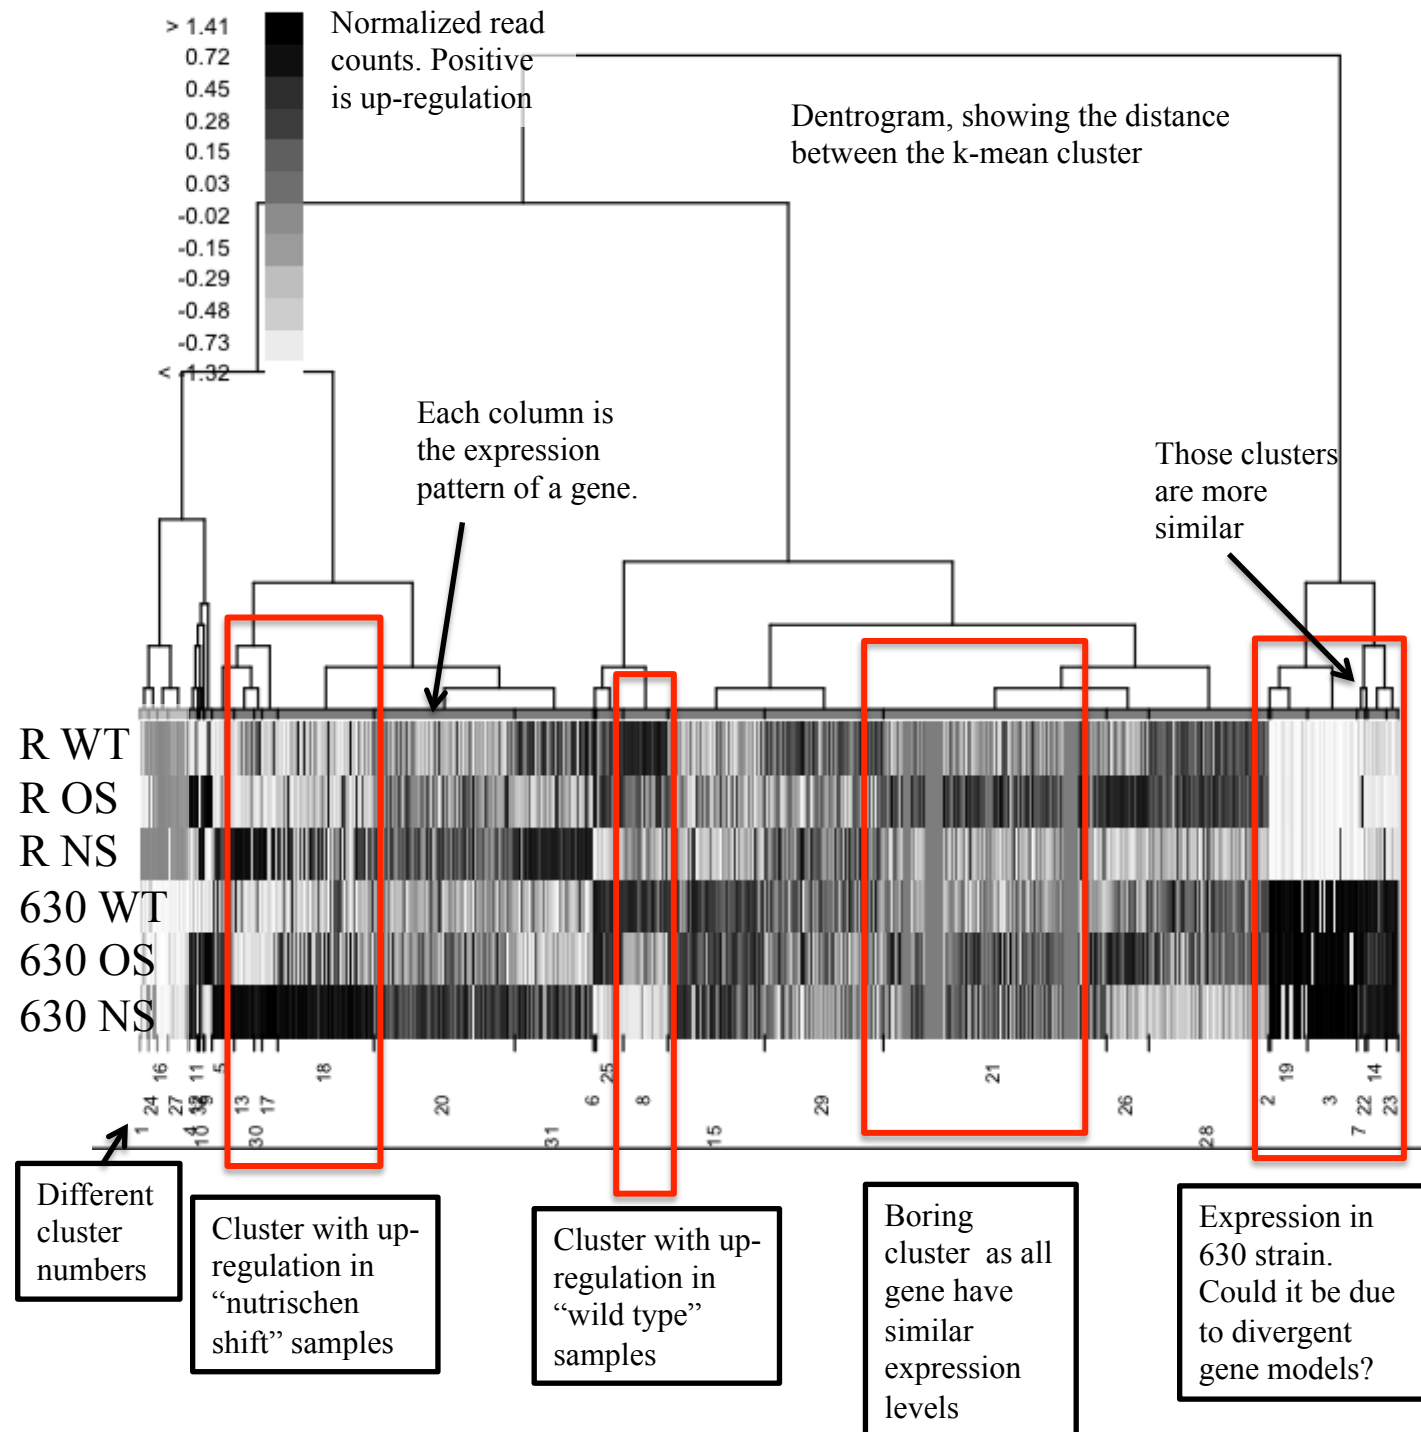 > 1.41
0.72
0.45
0.28
0.15
0.03
-0.02
-0.15
-0.29
-0.48
-0.73
< -1.32
Normalized read
counts. Positive
is up-regulation
Dentrogram, showing the distance
between the k-mean cluster
Each column is
the expression
pattern of a gene.
Those clusters
are more
similar
R WT
R OS
R NS
630 WT
630 OS
630 NS
16 11 5 18 25 21 19 14
24 27 9 13 17 20 6 8 29 26 2 3 22 23
1 4 10 30 31 15 28 7
Different
cluster
numbers
Cluster with up-
regulation in
“nutrischen
shift” samples
Cluster with up-
regulation in
“wild type”
samples
Boring
cluster as all
gene have
similar
expression
levels
Expression in
630 strain.
Could it be due
to divergent
gene models?